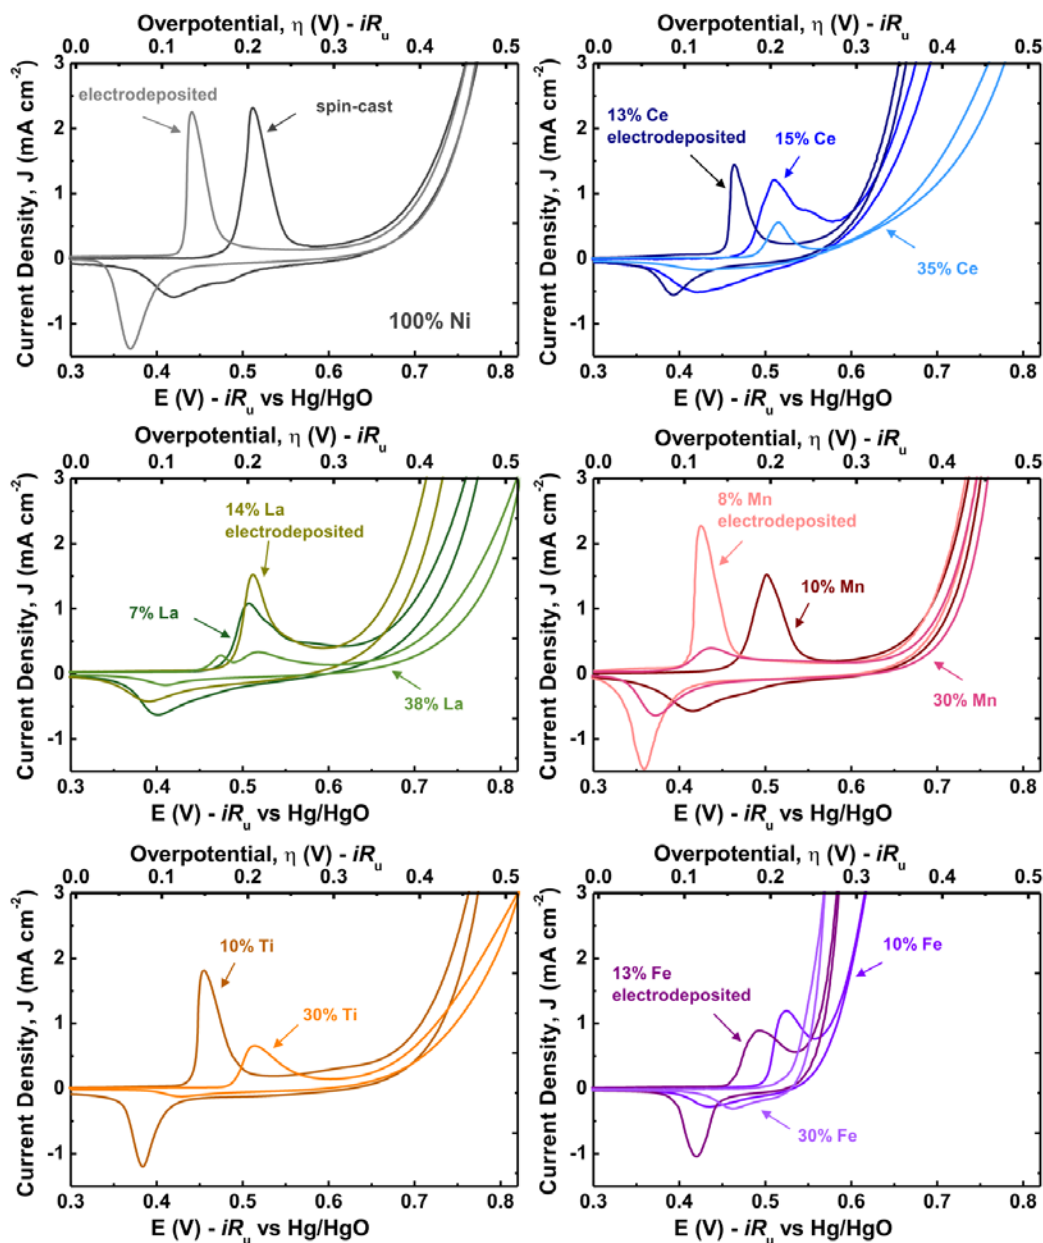 Overpotential, η (V) - iRu
0.0 0.1 0.2 0.3 0.4 0.5
Current Density, J (mA cm-2)
3
2
1
0
-1
electrodeposited
spin-cast
100% Ni
0.3 0.4 0.5 0.6 0.7 0.8
E (V) - iRu vs Hg/HgO
Overpotential, η (V) - iRu
0.0 0.1 0.2 0.3 0.4 0.5
Current Density, J (mA cm-2)
3
2
1
0
-1
13% Ce
electrodeposited
15% Ce
35% Ce
0.3 0.4 0.5 0.6 0.7 0.8
E (V) - iRu vs Hg/HgO
Overpotential, η (V) - iRu
0.0 0.1 0.2 0.3 0.4 0.5
Current Density, J (mA cm-2)
3
2
1
0
-1
14% La
electrodeposited
7% La
38% La
0.3 0.4 0.5 0.6 0.7 0.8
E (V) - iRu vs Hg/HgO
Overpotential, η (V) - iRu
0.0 0.1 0.2 0.3 0.4 0.5
Current Density, J (mA cm-2)
3
2
1
0
-1
8% Mn
electrodeposited
10% Mn
30% Mn
0.3 0.4 0.5 0.6 0.7 0.8
E (V) - iRu vs Hg/HgO
Overpotential, η (V) - iRu
0.0 0.1 0.2 0.3 0.4 0.5
Current Density, J (mA cm-2)
3
2
1
0
-1
10% Ti
30% Ti
0.3 0.4 0.5 0.6 0.7 0.8
E (V) - iRu vs Hg/HgO
Overpotential, η (V) - iRu
0.0 0.1 0.2 0.3 0.4 0.5
Current Density, J (mA cm-2)
3
2
1
0
-1
10% Fe
13% Fe
electrodeposited
30% Fe
0.3 0.4 0.5 0.6 0.7 0.8
E (V) - iRu vs Hg/HgO